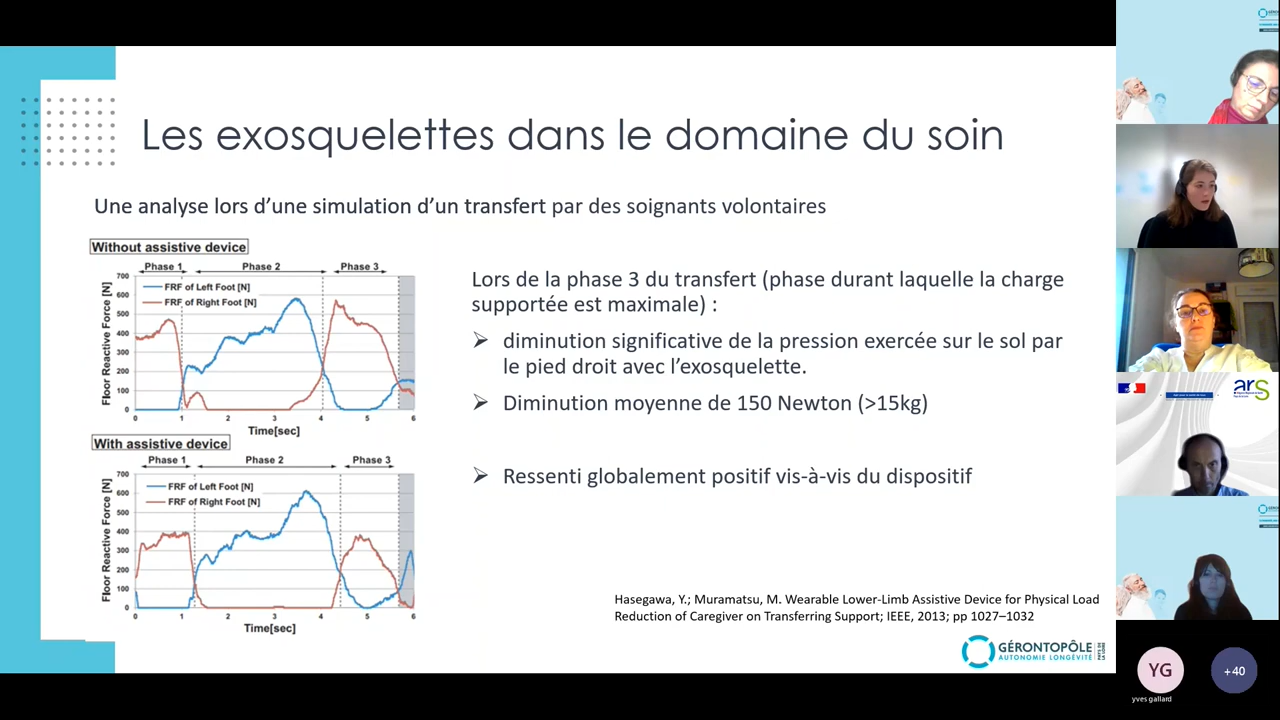 Les exosquelettes dans le domaine du soin
Une analyse lors d'une simulation d'un transfert par des soignants volontaires
Without assistive device
Phase 1
Phase 2
Phase 3
Floor Reactive Force [N]
700
600
500
400
300
200
100
0
FRF of Left Foot [N]
FRF of Right Foot [N]
0 1 2 3 4 5 6
Time[sec]
With assistive device
Phase 1
Phase 2
Phase 3
Floor Reactive Force [N]
700
600
500
400
300
200
100
0
FRF of Left Foot [N]
FRF of Right Foot [N]
0 1 2 3 4 5 6
Time[sec]
Lors de la phase 3 du transfert (phase durant laquelle la charge
supportée est maximale) :
➢ diminution significative de la pression exercée sur le sol par
le pied droit avec l'exosquelette.
➢ Diminution moyenne de 150 Newton (>15kg)
➢ Ressenti globalement positif vis-à-vis du dispositif
Hasegawa, Y.; Muramatsu, M. Wearable Lower-Limb Assistive Device for Physical Load
Reduction of Caregiver on Transferring Support; IEEE, 2013; pp 1027–1032
GÉRONTOPÔLE
AUTONOMIE LONGÉVITÉ
PAYS DE
LA LOIRE
ars
YG
yves gallard
+40